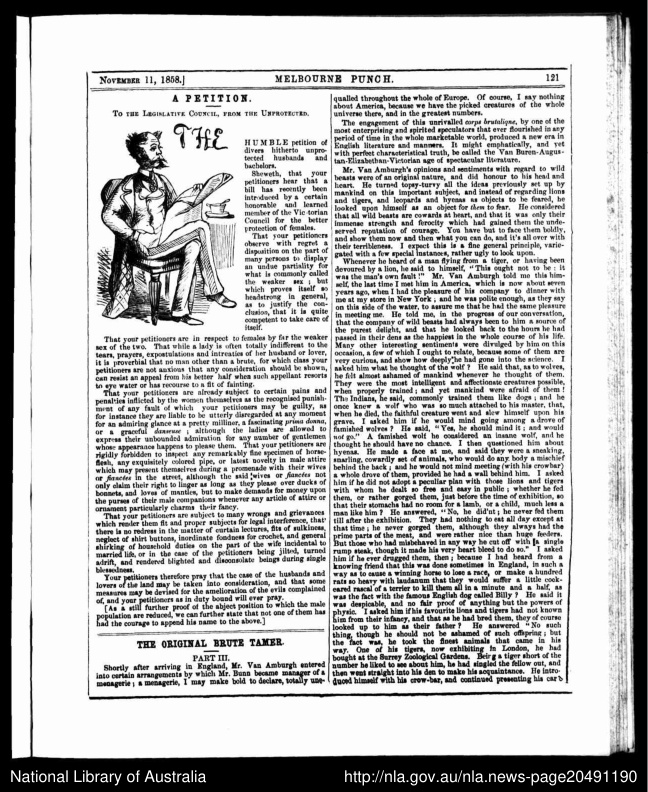 NOVEMBER 11, 1858.]
MELBOURNE PUNCH.
121
A PETITION.
TO THE LEGISLATIVE COUNCIL, FROM THE UNPROTECTED.
THE
HUMBLE petition of
divers hitherto unpro-
tected husbands and
bachelors.
Sheweth, that your
petitioners hear that a
bill has recently been
introduced by a certain
honorable and learned
member of the Victorian
Council for the better
protection of females.
That your petitioners
observe with regret a
disposition on the part of
many persons to display
an undue partiality for
what is commonly called
the weaker sex; but
which proves itself so
headstrong in general,
as to justify the con-
clusion, that it is quite
competent to take care of
itself.
That your petitioners are in respect to females by far the weaker
sex of the two. That while a lady is often totally indifferent to the
tears, prayers, expostulations and intreaties of her husband or lover,
it is proverbial that no man other than a brute, for which class your
petitioners are not anxious that any consideration should be shown,
can resist an appeal from his better half when such appellant resorts
to eye water or has recourse to a fit of fainting.
That your petitioners are already subject to certain pains and
penalties inflicted by the women themselves as the recognised punish-
ment of any fault of which your petitioners may be guilty, as
for instance they are liable to be utterly disregarded at any moment
for an admiring glance at a pretty milliner, a fascinating prima donna,
or a graceful danseuse; although the ladies are allowed to
express their unbounded admiration for any number of gentlemen
whose appearance happens to please them. That your petitioners are
rigidly forbidden to inspect any remarkably fine specimen of horse-
flesh, any exquisitely colored pipe, or latest novelty in male attire
which may present themselves during a promenade with their wives
or fiancées in the street, although the said wives or fiancées not
only claim their right to linger as long as they please over ducks of
bonnets, and loves of mantles, but to make demands for money upon
the purses of their male companions whenever any article of attire or
ornament particularly charms their fancy.
That your petitioners are subject to many wrongs and grievances
which render them fit and proper subjects for legal interference, that
there is no redress in the matter of curtain lectures, fits of sulkiness,
neglect of shirt buttons, inordinate fondness for crochet, and general
shirking of household duties on the part of the wife incidental to
married life, or in the case of the petitioners being jilted, turned
adrift, and rendered blighted and disconsolate beings during single
blessedness.
Your petitioners therefore pray that the case of the husbands and
lovers of the land may be taken into consideration, and that some
measures may be devised for the amelioration of the evils complained
of, and your petitioners as in duty bound will ever pray.
[As a still further proof of the abject position to which the male
population are reduced, we can further state that not one of them has
had the courage to append his name to the above.]
THE ORIGINAL BRUTE TAMER.
PART III.
Shortly after arriving in England, Mr. Van Amburgh entered
into certain arrangements by which Mr. Bunn became manager of a
menagerie; a menagerie, I may make bold to declare, totally une-
qualled throughout the whole of Europe. Of course, I say nothing
about America, because we have the picked creatures of the whole
universe there, and in the greatest numbers.
The engagement of this unrivalled corps brutalique, by one of the
most enterprising and spirited speculators that ever flourished in any
period of time in the whole marketable world, produced a new era in
English literature and manners. It might emphatically, and yet
with perfect characteristical truth, be called the Van Buren-Augus-
tan-Elizabethan-Victorian age of spectacular literature.
Mr. Van Amburgh's opinions and sentiments with regard to wild
beasts were of an original nature, and did honour to his head and
heart. He turned topsy-turvy all the ideas previously set up by
mankind on this important subject, and instead of regarding lions
and tigers, and leopards and hyenas as objects to be feared, he
looked upon himself as an object for them to fear. He considered
that all wild beasts are cowards at heart, and that it was only their
immense strength and ferocity which had gained them the unde-
served reputation of courage. You have but to face them boldly,
and show them now and then what you can do, and it's all over with
their terribleness. I expect this is a fine general principle, varie-
gated with a few special instances, rather ugly to look upon.
Whenever he heard of a man flying from a tiger, or having been
devoured by a lion, he said to himself, "This ought not to be: it
was the man's own fault!" Mr. Van Amburgh told me this him-
self, the last time I met him in America, which is now about seven
years ago, when I had the pleasure of his company to dinner with
me at my store in New York; and he was polite enough, as they say
on this side of the water, to assure me that he had the same pleasure
in meeting me. He told me, in the progress of our conversation,
that the company of wild beasts had always been to him a source of
the purest delight, and that he looked back to the hours he had
passed in their dens as the happiest in the whole course of his life.
Many other interesting sentiments were divulged by him on this
occasion, a few of which I ought to relate, because some of them are
very curious, and show how deeply he had gone into the science. I
asked him what he thought of the wolf? He said that, as to wolves,
he felt almost ashamed of mankind whenever he thought of them.
They were the most intelligent and affectionate creatures possible,
when properly trained; and yet mankind were afraid of them!
The Indians, he said, commonly trained them like dogs; and he
once knew a wolf who was so much attached to his master, that,
when he died, the faithful creature went and slew himself upon his
grave. I asked him if he would mind going among a drove of
famished wolves? He said, "Yes, he should mind it; and would
not go." A famished wolf he considered an insane wolf, and he
thought he should have no chance. I then questioned him about
hyenas. He made a face at me, and said they were a sneaking,
snarling, cowardly set of animals, who would do any body a mischief
behind the back; and he would not mind meeting (with his crowbar)
a whole drove of them, provided he had a wall behind him. I asked
him if he did not adopt a peculiar plan with those lions and tigers
with whom he dealt so free and easy in public; whether he fed
them, or rather gorged them, just before the time of exhibition, so
that their stomachs had no room for a lamb, or a child, much less a
man like him? He answered, "No, he did'nt; he never fed them
till after the exhibition. They had nothing to eat all day except at
that time; he never gorged them, although they always had the
prime parts of the meat, and were rather nice than huge feeders.
But those who had misbehaved in any way he cut off with a single
rump steak, though it made his very heart bleed to do so." I asked
him if he ever drugged them, then; because I had heard from a
knowing friend that this was done sometimes in England, in such a
way as to cause a winning horse to lose a race, or make a hundred
rats so heavy with laudanum that they would suffer a little cock-
eared rascal of a terrier to kill them all in a minute and a half, as
was the fact with the famous English dog called Billy? He said it
was despicable, and no fair proof of anything but the powers of
physic. I asked him if his favourite lions and tigers had not known
him from their infancy, and that as he had bred them, they of course
looked up to him as their father? He answered "No such
thing, though he should not be ashamed of such offspring; but
the fact was, he took the finest animals that came in his
way. One of his tigers, now exhibiting in London, he had
bought at the Surrey Zoological Gardens. Being a tiger short of the
number he liked to see about him, he had singled the fellow out, and
then went straight into his den to make his acquaintance. He intro-
duced himself with his crow-bar, and continued presenting his carb
National Library of Australia
http://nla.gov.au/nla.news-page20491190